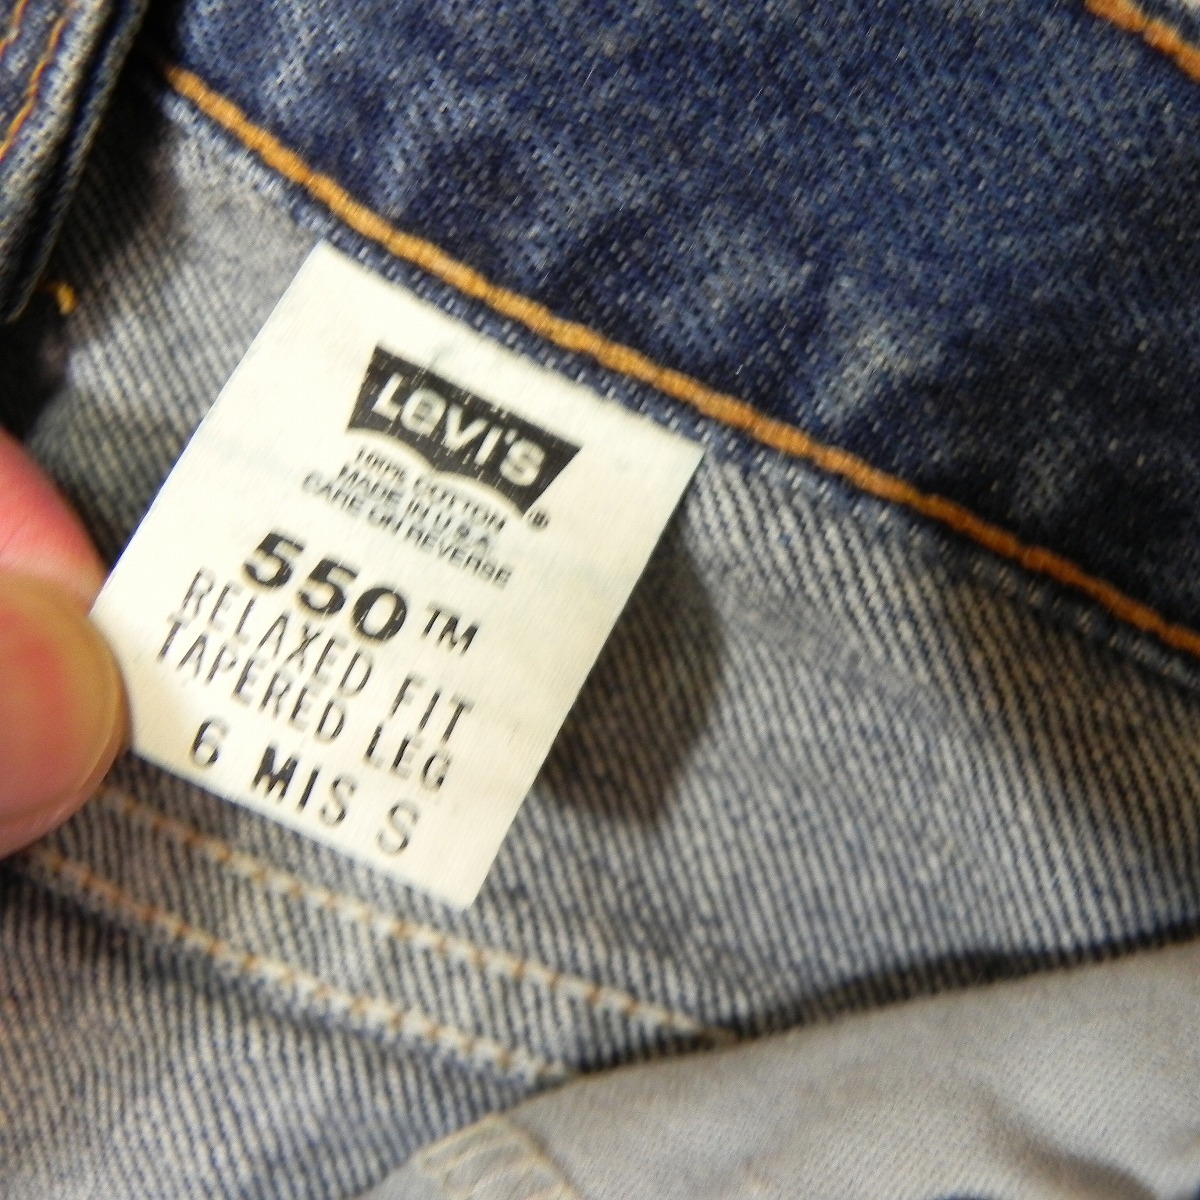 Levi's ®
100% COTTON
MADE IN U.S.A.
CARE ON REVERSE
550™
RELAXED FIT
TAPERED LEG
6 MIS S